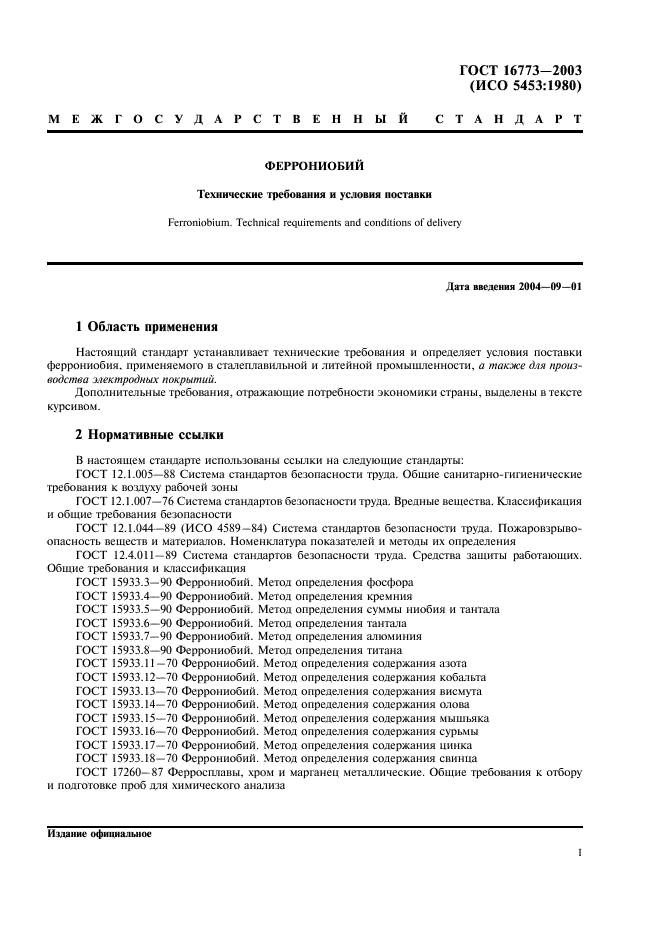 ГОСТ 16773—2003
(ИСО 5453:1980)
МЕЖГОСУДАРСТВЕННЫЙ СТАНДАРТ
ФЕРРОНИОБИЙ
Технические требования и условия поставки
Ferroniobium. Technical requirements and conditions of delivery
Дата введения 2004—09—01
1 Область применения
Настоящий стандарт устанавливает технические требования и определяет условия поставки
феррониобия, применяемого в сталеплавильной и литейной промышленности, а также для произ-
водства электродных покрытий.
Дополнительные требования, отражающие потребности экономики страны, выделены в тексте
курсивом.
2 Нормативные ссылки
В настоящем стандарте использованы ссылки на следующие стандарты:
ГОСТ 12.1.005—88 Система стандартов безопасности труда. Общие санитарно-гигиенические
требования к воздуху рабочей зоны
ГОСТ 12.1.007—76 Система стандартов безопасности труда. Вредные вещества. Классификация
и общие требования безопасности
ГОСТ 12.1.044—89 (ИСО 4589—84) Система стандартов безопасности труда. Пожаровзрыво-
опасность веществ и материалов. Номенклатура показателей и методы их определения
ГОСТ 12.4.011—89 Система стандартов безопасности труда. Средства защиты работающих.
Общие требования и классификация
ГОСТ 15933.3—90 Феррониобий. Метод определения фосфора
ГОСТ 15933.4—90 Феррониобий. Метод определения кремния
ГОСТ 15933.5—90 Феррониобий. Метод определения суммы ниобия и тантала
ГОСТ 15933.6—90 Феррониобий. Метод определения тантала
ГОСТ 15933.7—90 Феррониобий. Метод определения алюминия
ГОСТ 15933.8—90 Феррониобий. Метод определения титана
ГОСТ 15933.11—70 Феррониобий. Метод определения содержания азота
ГОСТ 15933.12—70 Феррониобий. Метод определения содержания кобальта
ГОСТ 15933.13—70 Феррониобий. Метод определения содержания висмута
ГОСТ 15933.14—70 Феррониобий. Метод определения содержания олова
ГОСТ 15933.15—70 Феррониобий. Метод определения содержания мышьяка
ГОСТ 15933.16—70 Феррониобий. Метод определения содержания сурьмы
ГОСТ 15933.17—70 Феррониобий. Метод определения содержания цинка
ГОСТ 15933.18—70 Феррониобий. Метод определения содержания свинца
ГОСТ 17260—87 Ферросплавы, хром и марганец металлические. Общие требования к отбору
и подготовке проб для химического анализа
Издание официальное
1